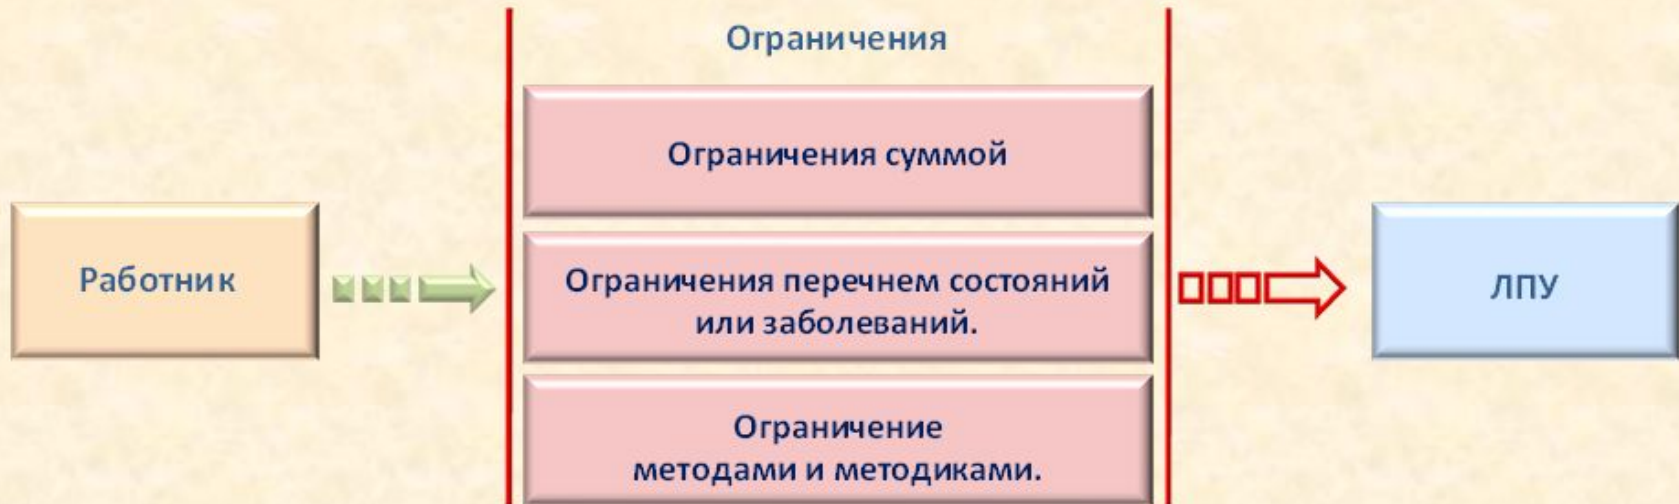 Ограничения
Ограничения суммой
Работник
Ограничения перечнем состояний
или заболеваний.
ЛПУ
Ограничение
методами и методиками.